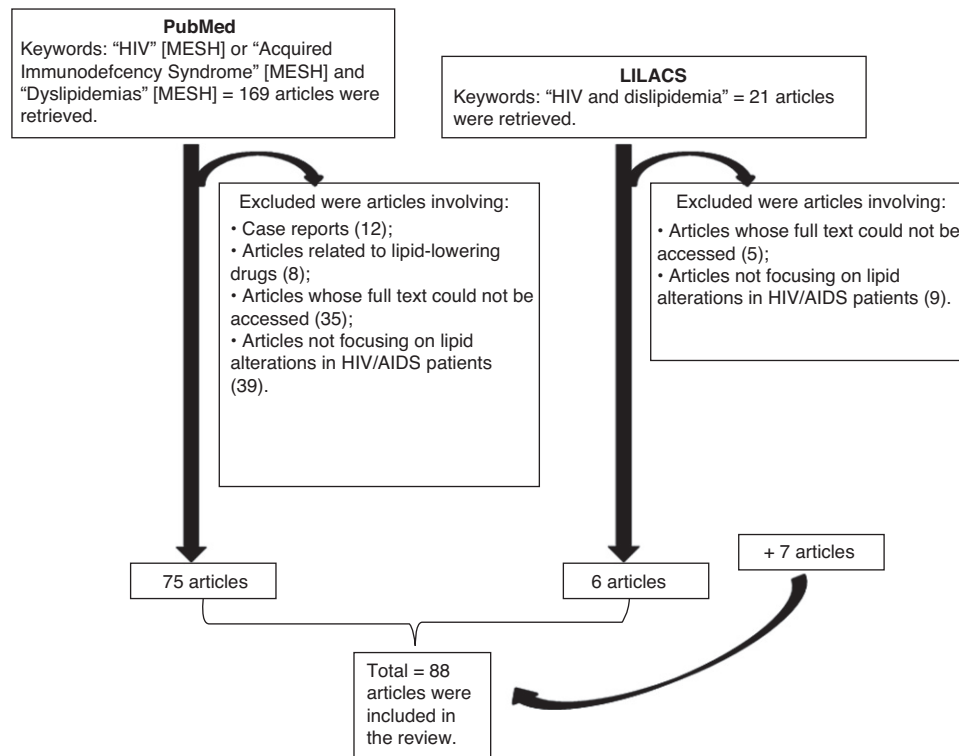 PubMed
Keywords: “HIV” [MESH] or “Acquired
Immunodefcency Syndrome” [MESH] and
“Dyslipidemias” [MESH] = 169 articles were
retrieved.
LILACS
Keywords: “HIV and dislipidemia” = 21 articles
were retrieved.
Excluded were articles involving:
• Case reports (12);
• Articles related to lipid-lowering
drugs (8);
• Articles whose full text could not be
accessed (35);
• Articles not focusing on lipid
alterations in HIV/AIDS patients
(39).
Excluded were articles involving:
• Articles whose full text could not be
accessed (5);
• Articles not focusing on lipid
alterations in HIV/AIDS patients (9).
75 articles
6 articles
+ 7 articles
Total = 88
articles were
included in
the review.